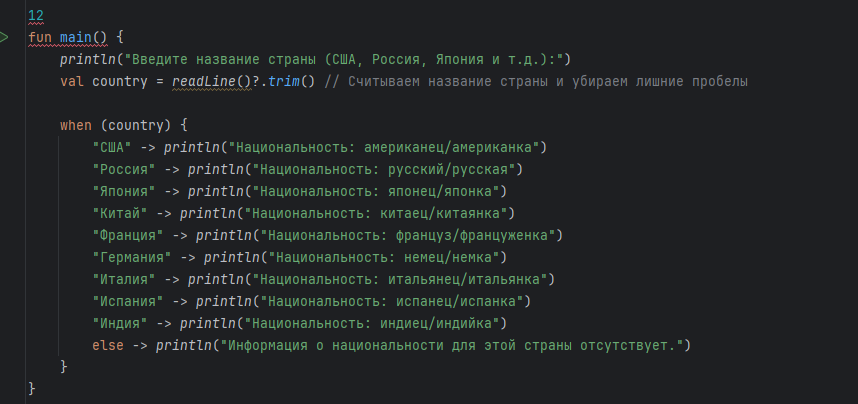 12
fun main() {
println("Введите название страны (США, Россия, Япония и т.д.):")
val country = readLine()?.trim() // Считываем название страны и убираем лишние пробелы
when (country) {
"США" -> println("Национальность: американец/американка")
"Россия" -> println("Национальность: русский/русская")
"Япония" -> println("Национальность: японец/японка")
"Китай" -> println("Национальность: китаец/китаянка")
"Франция" -> println("Национальность: француз/француженка")
"Германия" -> println("Национальность: немец/немка")
"Италия" -> println("Национальность: итальянец/итальянка")
"Испания" -> println("Национальность: испанец/испанка")
"Индия" -> println("Национальность: индиец/индийка")
else -> println("Информация о национальности для этой страны отсутствует.")
}
}